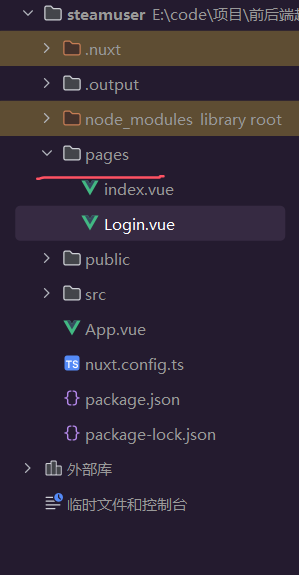 steamuser E:\code\项目\前后端
.nuxt
.output
node_modules library root
pages
index.vue
Login.vue
public
src
App.vue
TS nuxt.config.ts
package.json
package-lock.json
外部库
临时文件和控制台